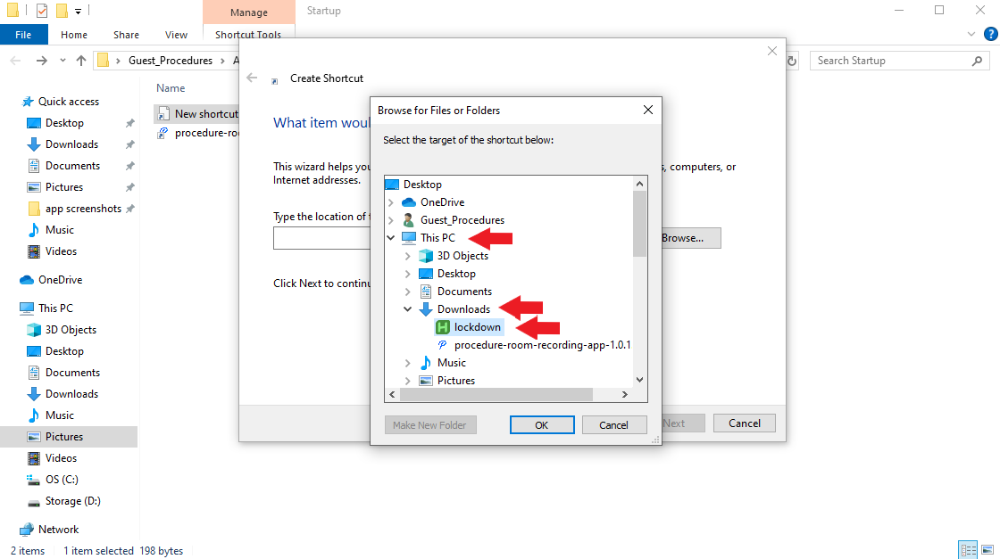 Manage
Startup
File
Home
Share
View
Shortcut Tools
Guest_Procedures
A
Search Startup
Quick access
Desktop
Downloads
Documents
Pictures
app screenshots
Music
Videos
OneDrive
This PC
3D Objects
Desktop
Documents
Downloads
Music
Pictures
Videos
OS (C:)
Storage (D:)
Network
Name
New shortcut
procedure-roo
Create Shortcut
What item woul
This wizard helps you s, computers, or
Internet addresses.
Type the location of t
Browse...
Click Next to continu
Next
Cancel
Browse for Files or Folders
Select the target of the shortcut below:
Desktop
OneDrive
Guest_Procedures
This PC
3D Objects
Desktop
Documents
Downloads
lockdown
procedure-room-recording-app-1.0.1
Music
Pictures
Make New Folder
OK
Cancel
2 items
1 item selected 198 bytes